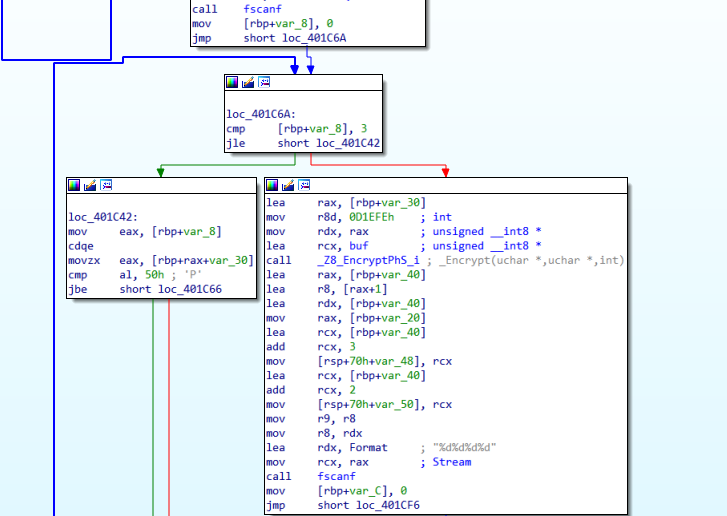 call    fscanf
mov     [rbp+var_8], 0
jmp     short loc_401C6A
loc_401C6A:
cmp     [rbp+var_8], 3
jle     short loc_401C42
loc_401C42:
mov     eax, [rbp+var_8]
cdqe
movzx   eax, [rbp+rax+var_30]
cmp     al, 50h ; 'P'
jbe     short loc_401C66
lea     rax, [rbp+var_30]
mov     r8d, 0D1EFEh    ; int
mov     rdx, rax        ; unsigned __int8 *
lea     rcx, buf        ; unsigned __int8 *
call    _Z8_EncryptPhS_i ; _Encrypt(uchar *,uchar *,int)
lea     rax, [rbp+var_40]
lea     r8, [rax+1]
lea     rdx, [rbp+var_40]
mov     rax, [rbp+var_20]
lea     rcx, [rbp+var_40]
add     rcx, 3
mov     [rsp+70h+var_48], rcx
lea     rcx, [rbp+var_40]
add     rcx, 2
mov     [rsp+70h+var_50], rcx
mov     r9, r8
mov     r8, rdx
lea     rdx, Format     ; "%d%d%d%d"
mov     rcx, rax        ; Stream
call    fscanf
mov     [rbp+var_C], 0
jmp     short loc_401CF6